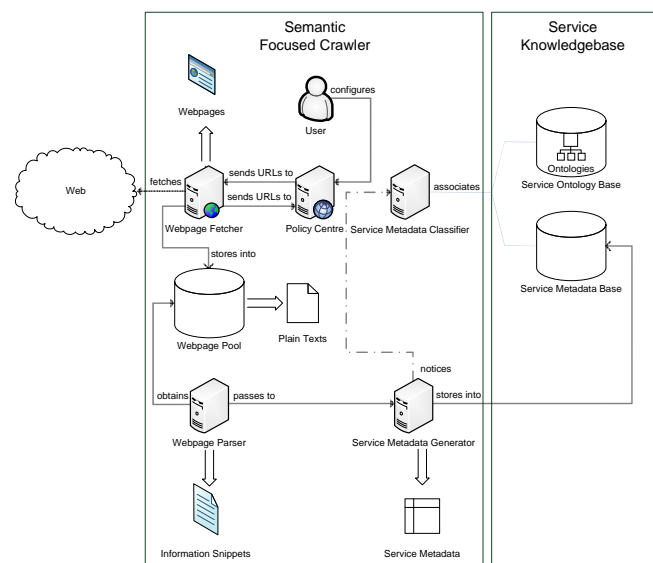 Semantic
Focused Crawler
Service
Knowledgebase
Webpages
configures
User
Web
fetches
sends URLs to
sends URLs to
Webpage Fetcher
Policy Centre
Service Metadata Classifier
associates
Ontologies
Service Ontology Base
stores into
Service Metadata Base
Webpage Pool
Plain Texts
notices
obtains
passes to
stores into
Webpage Parser
Service Metadata Generator
Information Snippets
Service Metadata